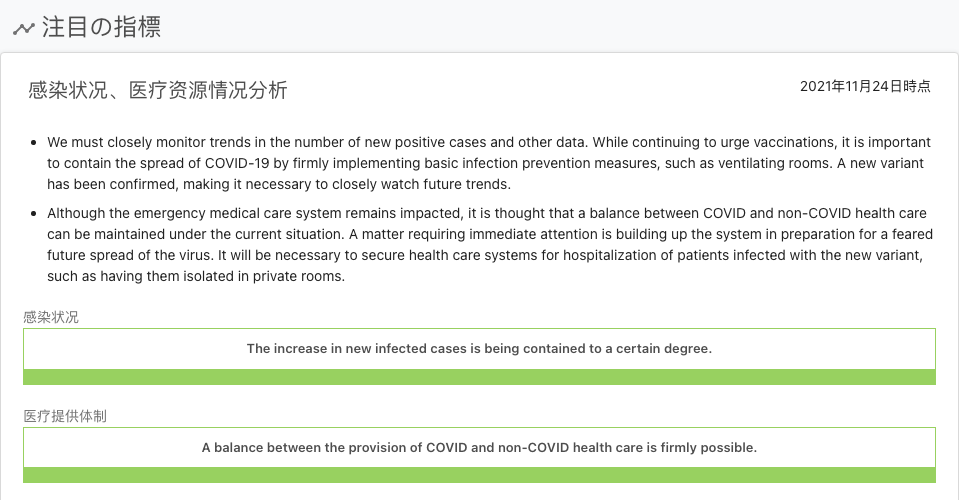 注目の指標
感染状况、医疗资源情况分析
2021年11月24日時点
We must closely monitor trends in the number of new positive cases and other data. While continuing to urge vaccinations, it is important
to contain the spread of COVID-19 by firmly implementing basic infection prevention measures, such as ventilating rooms. A new variant
has been confirmed, making it necessary to closely watch future trends.
Although the emergency medical care system remains impacted, it is thought that a balance between COVID and non-COVID health care
can be maintained under the current situation. A matter requiring immediate attention is building up the system in preparation for a feared
future spread of the virus. It will be necessary to secure health care systems for hospitalization of patients infected with the new variant,
such as having them isolated in private rooms.
感染状况
The increase in new infected cases is being contained to a certain degree.
医疗提供体制
A balance between the provision of COVID and non-COVID health care is firmly possible.